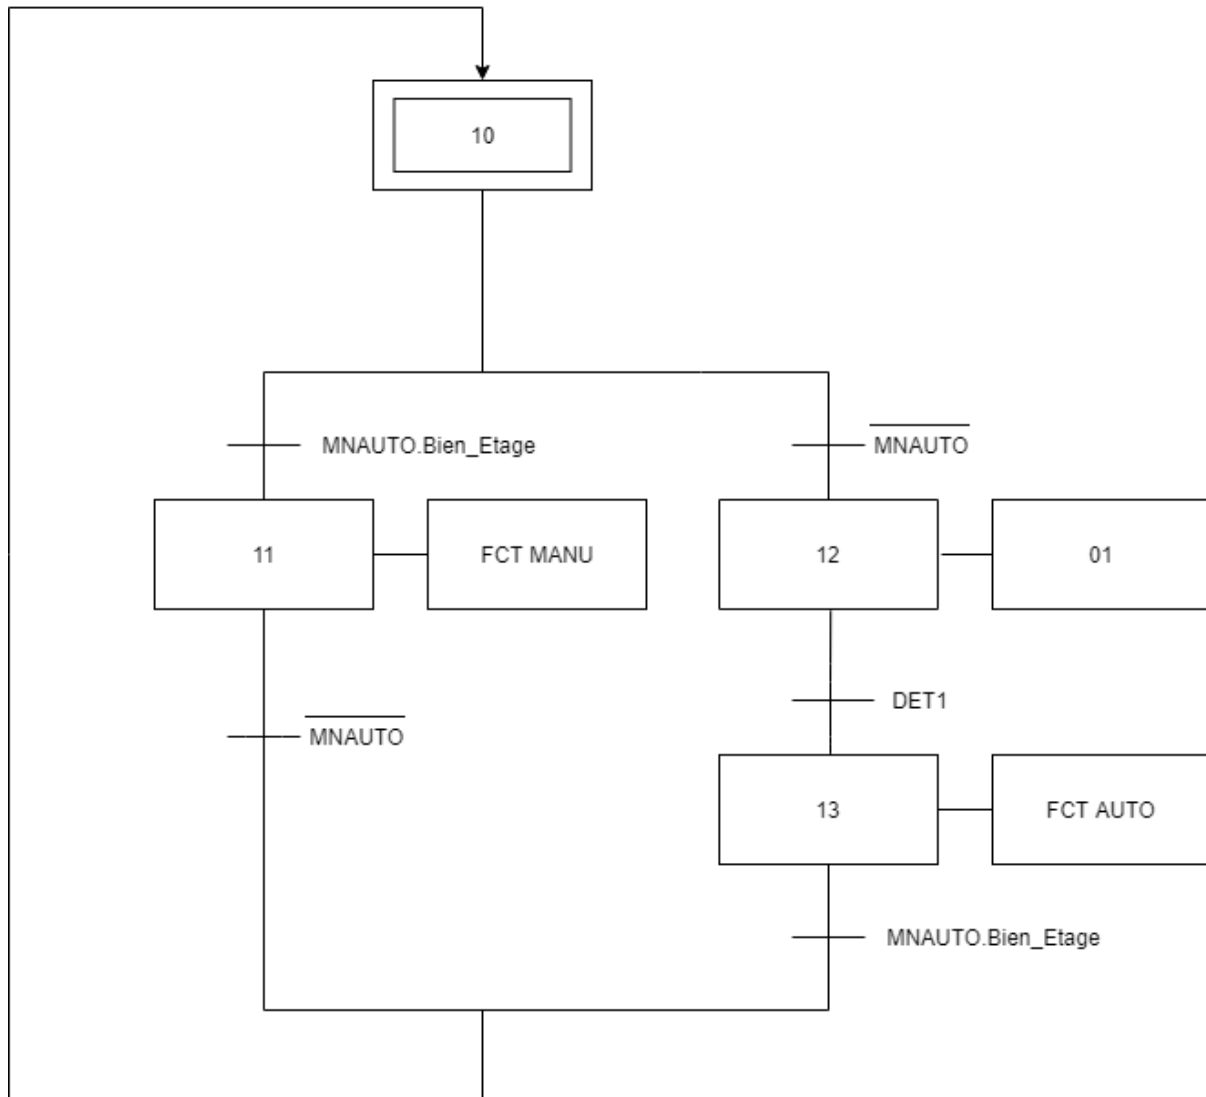 10
MNAUTO.Bien_Etage
MNAUTO
11
FCT MANU
12
01
DET1
MNAUTO
13
FCT AUTO
MNAUTO.Bien_Etage